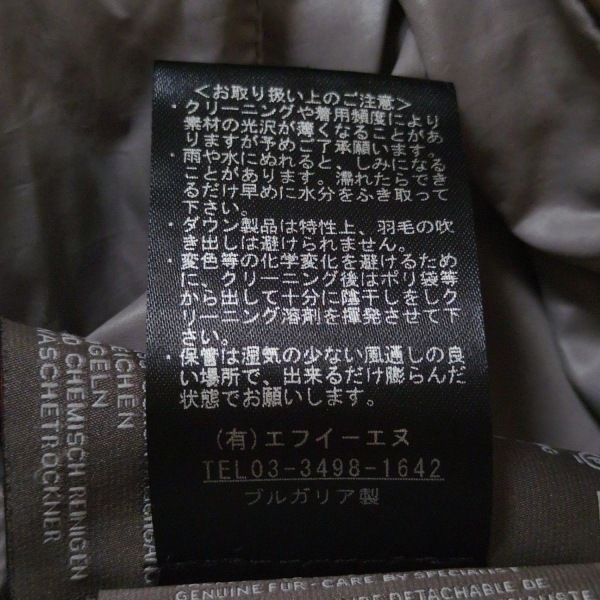 ＜お取り扱い上のご注意＞
・クリーニングや着用頻度により
素材の光沢が薄くなることがあ
りますが予めご了承願います。
・雨や水にぬれると、しみになる
ことがあります。濡れたらでき
るだけ早めに水分をふき取って
下さい。
・ダウン製品は特性上、羽毛の吹
き出しは避けられません。
・変色等の化学変化を避けるため
に、クリーニング後はポリ袋等
から出して十分に陰干しをしク
リーニング溶剤を揮発させて下
さい。
・保管は湿気の少ない風通しの良
い場所で、出来るだけ膨らんだ
状態でお願いします。
(有)エフイーエヌ
TEL03-3498-1642
ブルガリア製
EICHEN
GELN
D CHEMISCH REINIGEN
WASCHETROCKNER
GENUINE FUR - CARE BY SPECIALIST
DETACHABLE DE